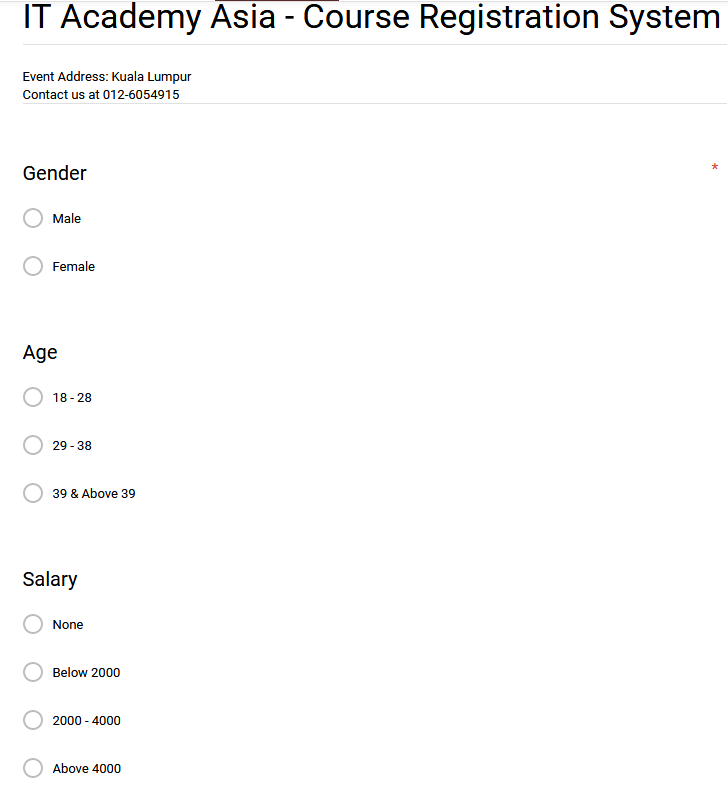 IT Academy Asia - Course Registration System
Event Address: Kuala Lumpur
Contact us at 012-6054915
Gender *
Male
Female
Age
18 - 28
29 - 38
39 & Above 39
Salary
None
Below 2000
2000 - 4000
Above 4000